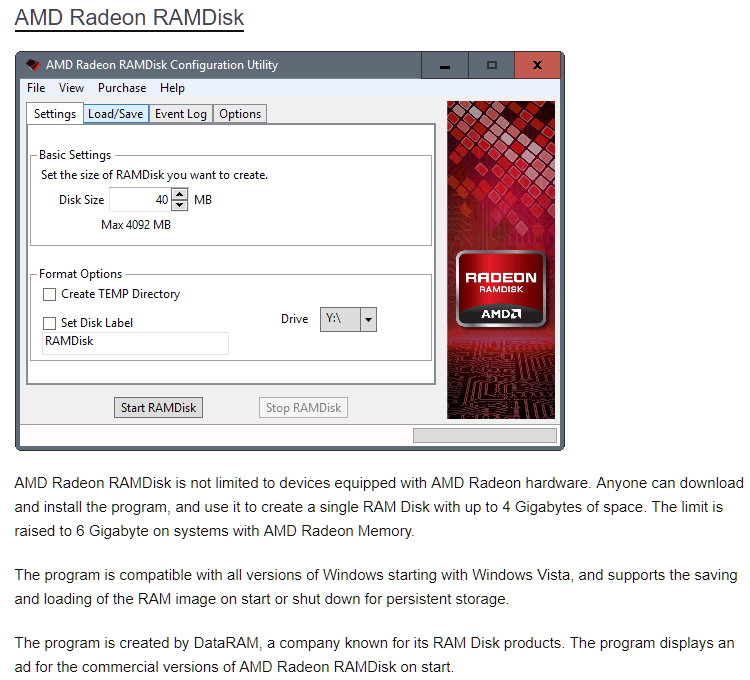 AMD Radeon RAMDisk
AMD Radeon RAMDisk Configuration Utility
File View Purchase Help
Settings Load/Save Event Log Options
Basic Settings
Set the size of RAMDisk you want to create.
Disk Size 40 MB
Max 4092 MB
Format Options
Create TEMP Directory
Set Disk Label
Drive Y:\
RAMDisk
Start RAMDisk Stop RAMDisk
RADEON
RAMDISK
AMD
AMD Radeon RAMDisk is not limited to devices equipped with AMD Radeon hardware. Anyone can download
and install the program, and use it to create a single RAM Disk with up to 4 Gigabytes of space. The limit is
raised to 6 Gigabyte on systems with AMD Radeon Memory.
The program is compatible with all versions of Windows starting with Windows Vista, and supports the saving
and loading of the RAM image on start or shut down for persistent storage.
The program is created by DataRAM, a company known for its RAM Disk products. The program displays an
ad for the commercial versions of AMD Radeon RAMDisk on start.